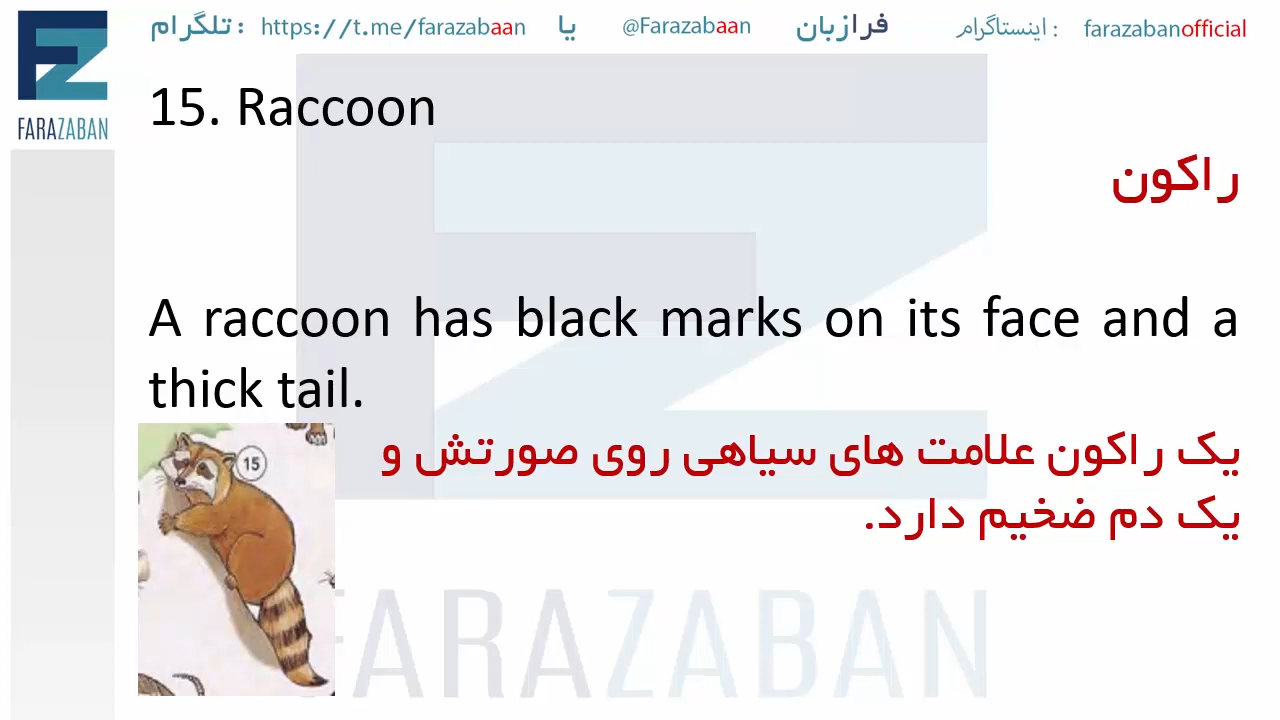 تلگرام : https://t.me/farazabaan یا @Farazabaan فرازبان اینستاگرام : farazabanofficial
FZ
FARAZABAN
15. Raccoon
راکون
A raccoon has black marks on its face and a
thick tail.
یک راکون علامت های سیاهی روی صورتش و
یک دم ضخیم دارد.
15
FARAZABAN